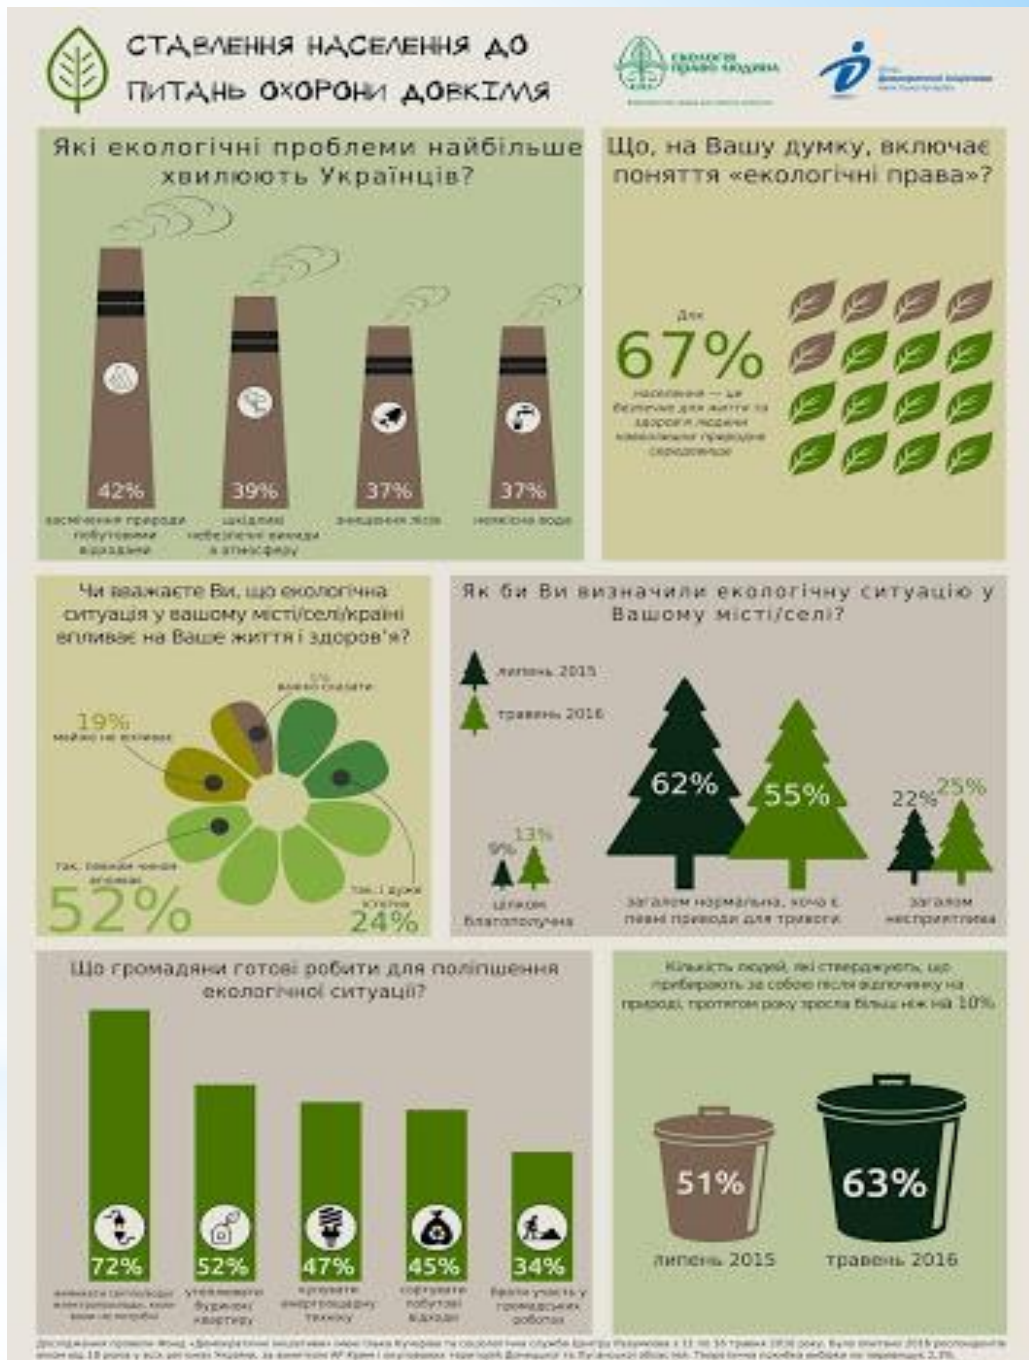 СТАВЛЕННЯ НАСЕЛЕННЯ ДО
ПИТАНЬ ОХОРОНИ ДОВКІЛЛЯ
ЕКОЛОГІЯ
ПРАВО ЛЮДИНА
Які екологічні проблеми найбільше
хвилюють Українців?
42%
39%
37%
37%
засмічення природи
побутовими
відходами
шкідливі
небезпечні викиди
в атмосферу
знищення лісів
неякісна вода
Що, на Вашу думку, включає
поняття «екологічні права»?
Для
67%
населення — це
безпечне для життя та
здоров'я людини
навколишнє природне
середовище
Чи вважаєте Ви, що екологічна
ситуація у вашому місті/селі/країні
впливає на Ваше життя і здоров'я?
5%
важко сказати
19%
майже не впливає
так, певним чином
впливає
52%
так, і дуже
істотно
24%
Як би Ви визначили екологічну ситуацію у
Вашому місті/селі?
липень 2015
травень 2016
9%
13%
62%
55%
22%
25%
цілком
благополучна
загалом нормальна, хоча є
певні приводи для тривоги
загалом
несприятлива
Що громадяни готові робити для поліпшення
екологічної ситуації?
72%
52%
47%
45%
34%
утеплювати
будинок/
квартиру
купувати
енергоощадну
техніку
сортувати
побутові
відходи
брати участь у
громадських
роботах
Кількість людей, які стверджують, що
прибирають за собою після відпочинку на
природі, протягом року зросла більш ніж на 10%
51%
63%
липень 2015
травень 2016